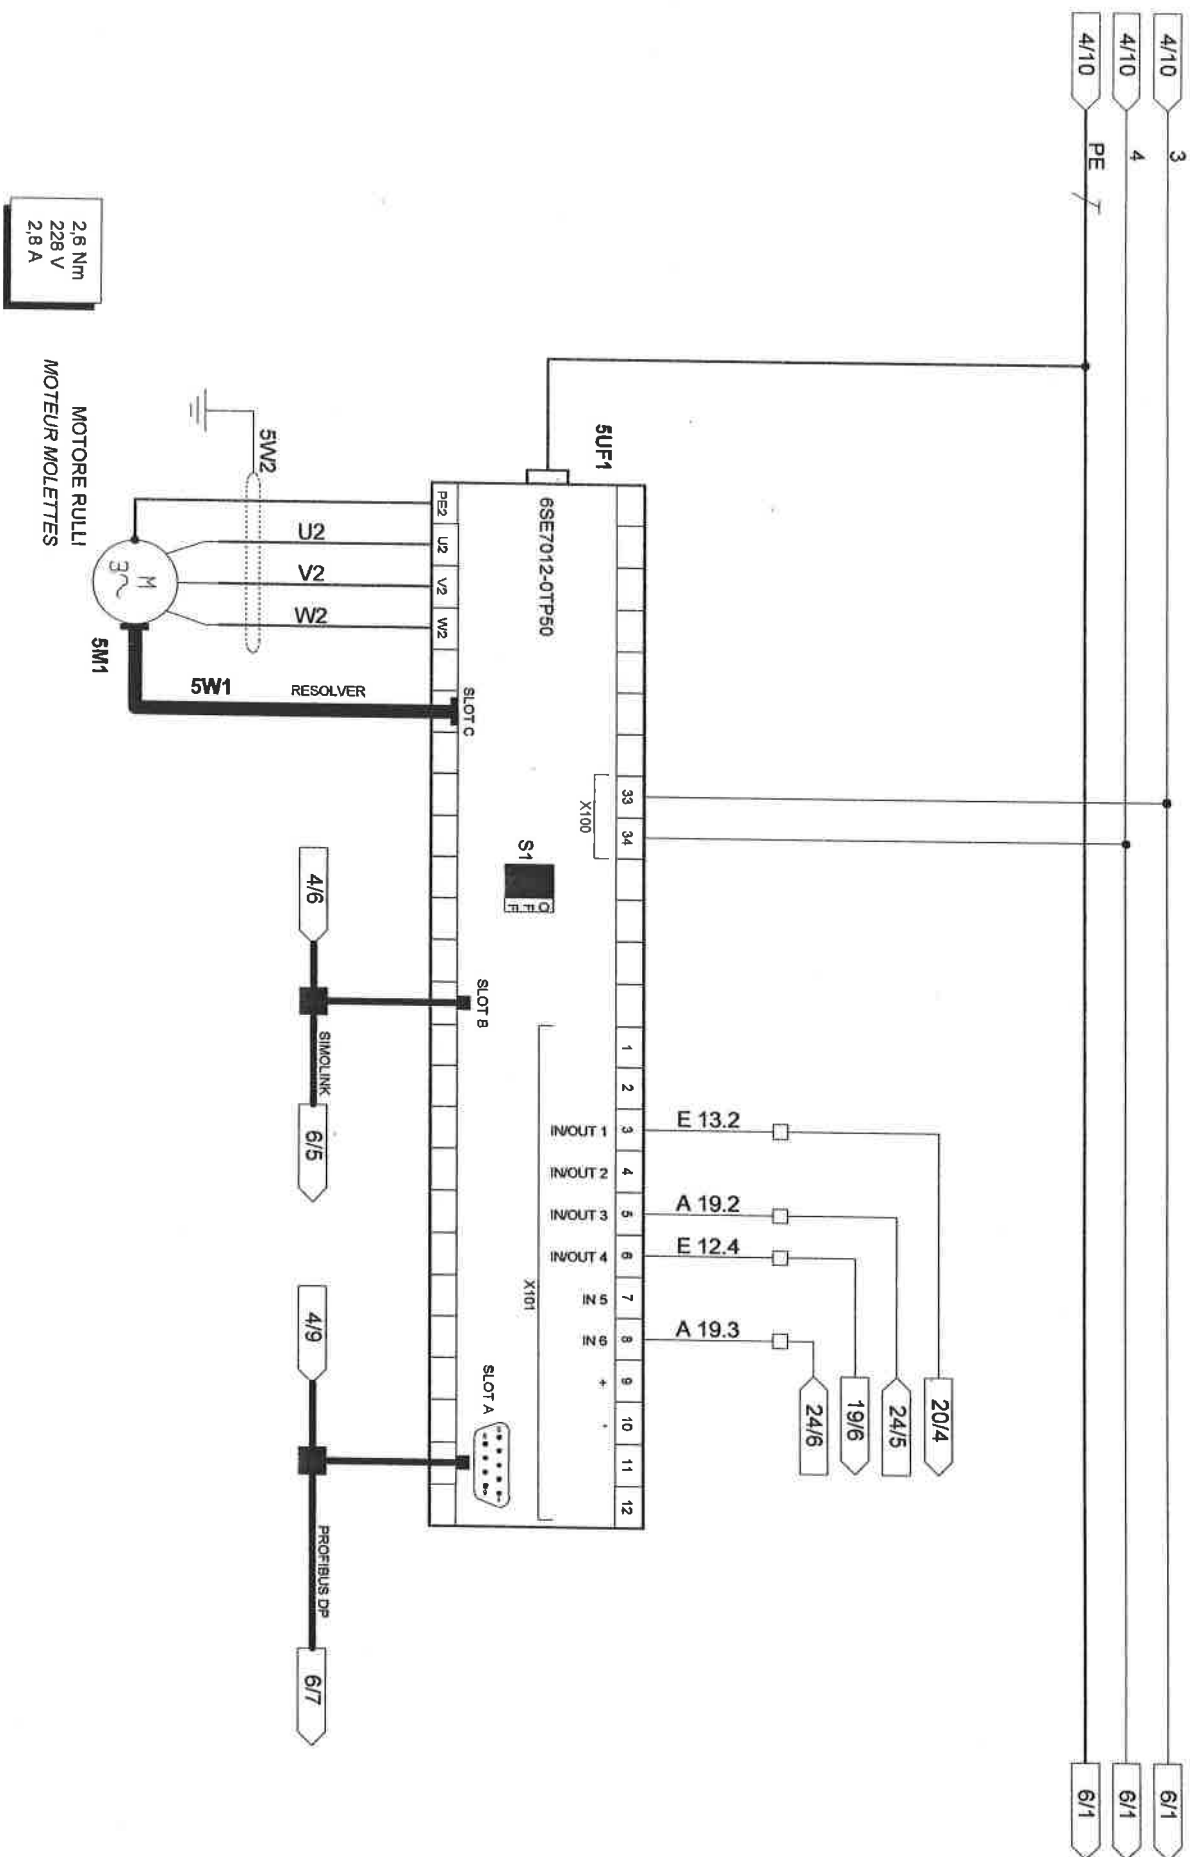 4/10
3
6/1
4/10
4
6/1
4/10
PE
6/1
20/4
24/5
19/6
24/6
E 13.2
A 19.2
E 12.4
A 19.3
5UF1
33
34
1
2
3
4
5
6
7
8
9
10
11
12
X100
IN/OUT 1
IN/OUT 2
IN/OUT 3
IN/OUT 4
IN 5
IN 6
+
6SE7012-0TP50
S1
OFF
X101
SLOT C
SLOT B
SLOT A
PE2
U2
V2
W2
U2
V2
W2
5W2
RESOLVER
5W1
4/6
SIMOLINK
6/5
4/9
PROFIBUS DP
6/7
M
3~
5M1
MOTORE RULLI
MOTEUR MOLETTES
2,6 Nm
228 V
2,8 A